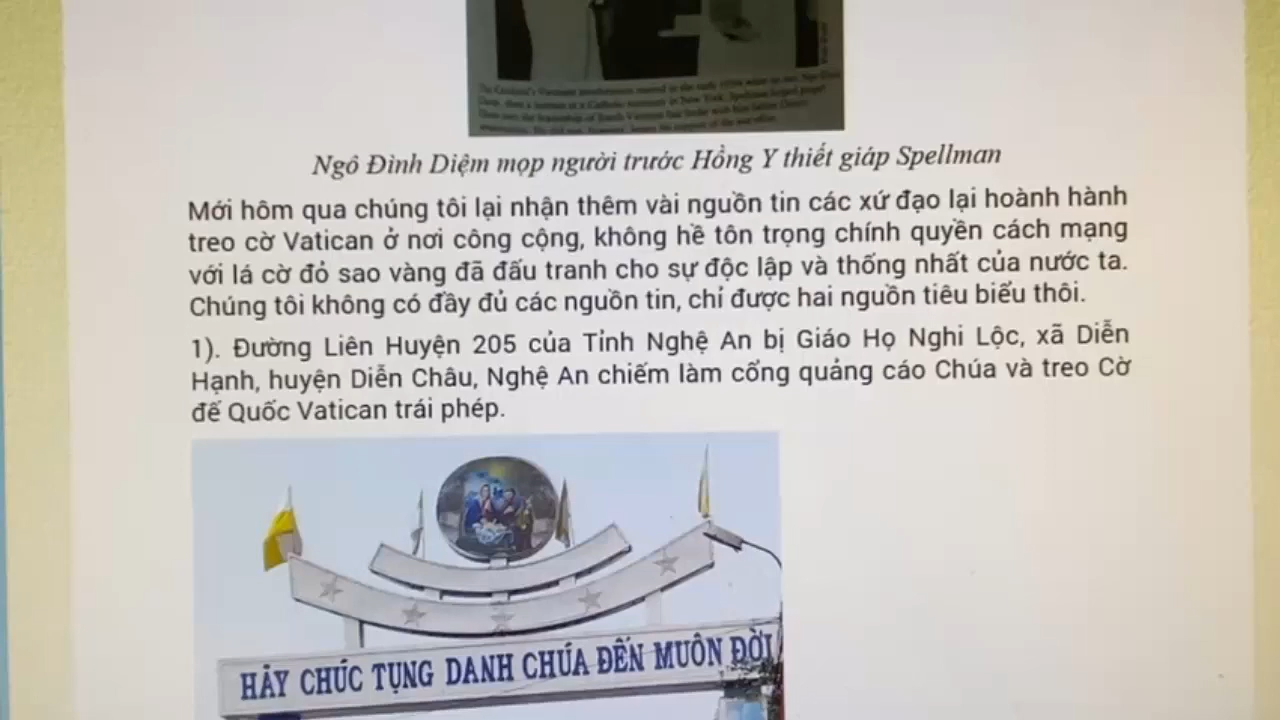 Ngô Đình Diệm mọp người trước Hồng Y thiết giáp Spellman
Mới hôm qua chúng tôi lại nhận thêm vài nguồn tin các xứ đạo lại hoành hành
treo cờ Vatican ở nơi công cộng, không hề tôn trọng chính quyền cách mạng
với lá cờ đỏ sao vàng đã đấu tranh cho sự độc lập và thống nhất của nước ta.
Chúng tôi không có đầy đủ các nguồn tin, chỉ được hai nguồn tiêu biểu thôi.
1). Đường Liên Huyện 205 của Tỉnh Nghệ An bị Giáo Họ Nghi Lộc, xã Diễn
Hạnh, huyện Diễn Châu, Nghệ An chiếm làm cổng quảng cáo Chúa và treo Cờ
đế Quốc Vatican trái phép.
HÃY CHÚC TỤNG DANH CHÚA ĐẾN MUÔN ĐỜI